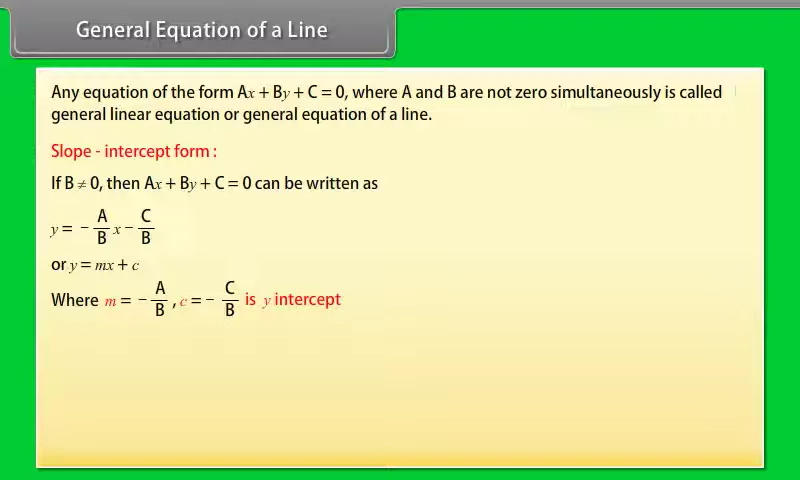 General Equation of a Line
Any equation of the form Ax + By + C = 0, where A and B are not zero simultaneously is called
general linear equation or general equation of a line.
Slope - intercept form :
If B ≠ 0, then Ax + By + C = 0 can be written as
y = − A/B x − C/B
or y = mx + c
Where m = − A/B , c = − C/B is y intercept